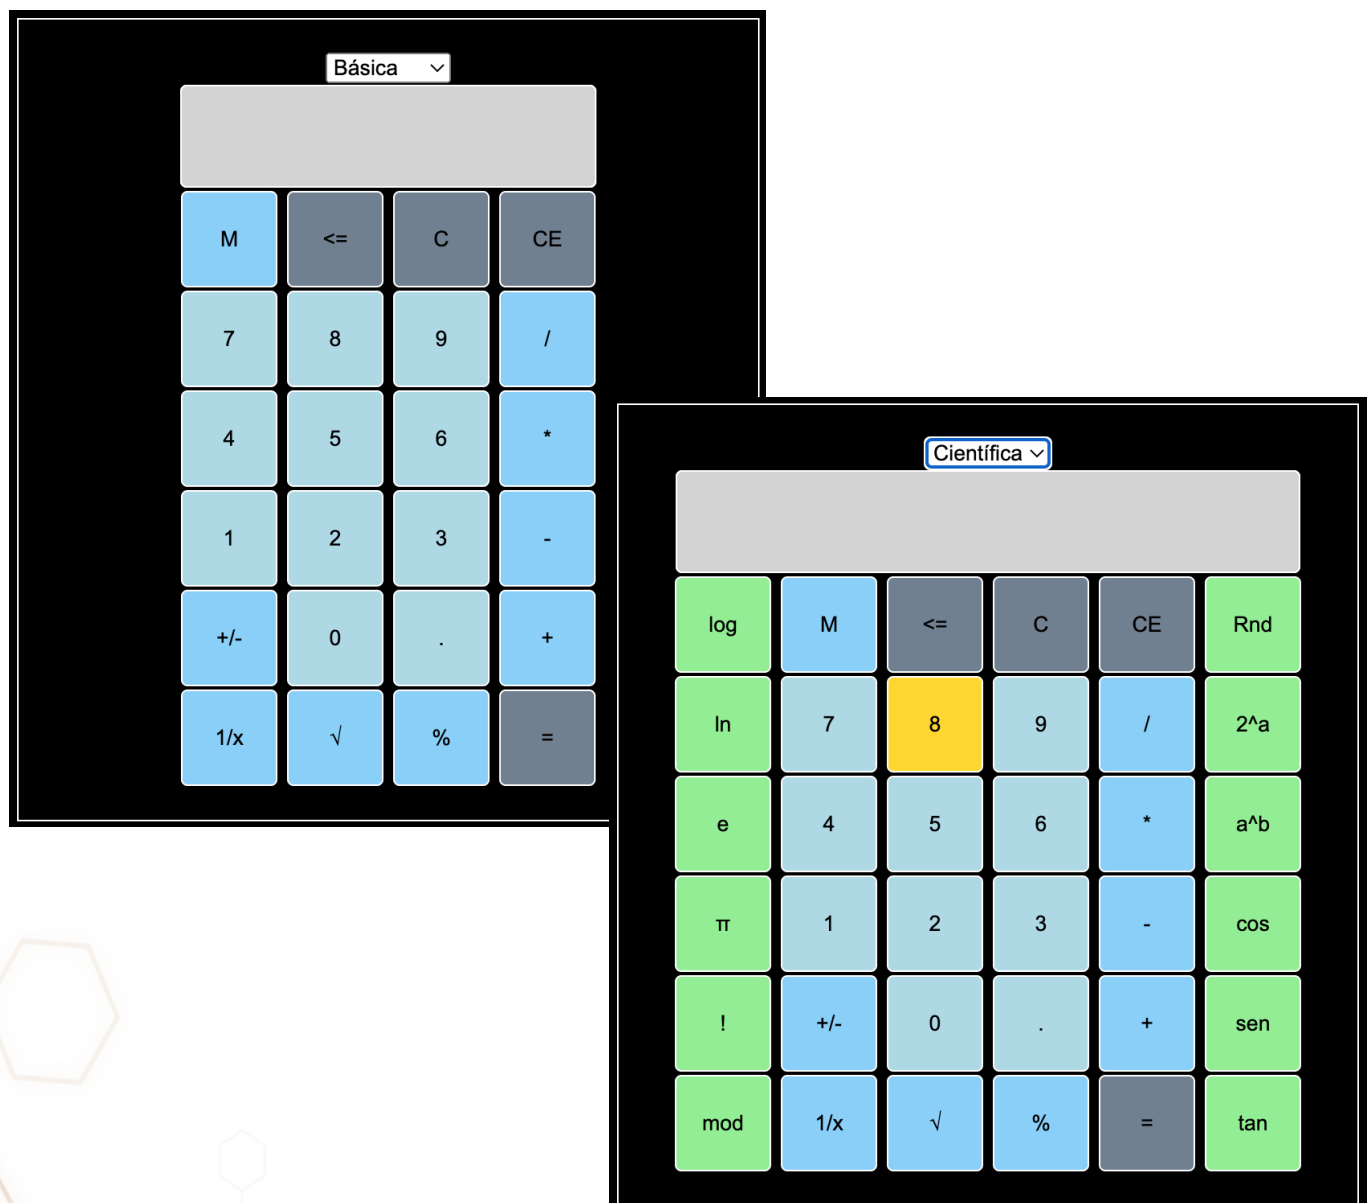 Básica
M <= C CE
7 8 9 /
4 5 6 *
1 2 3 -
+/- 0 . +
1/x √ % =
Científica
log M <= C CE Rnd
ln 7 8 9 / 2^a
e 4 5 6 * a^b
π 1 2 3 - cos
! +/- 0 . + sen
mod 1/x √ % = tan